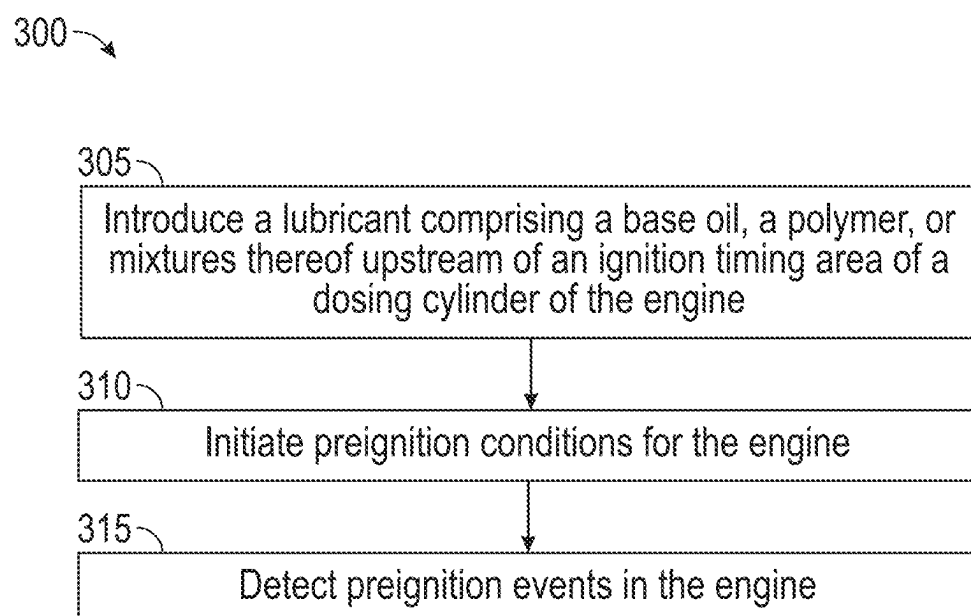 300
305
Introduce a lubricant comprising a base oil, a polymer, or
mixtures thereof upstream of an ignition timing area of a
dosing cylinder of the engine
310
Initiate preignition conditions for the engine
315
Detect preignition events in the engine